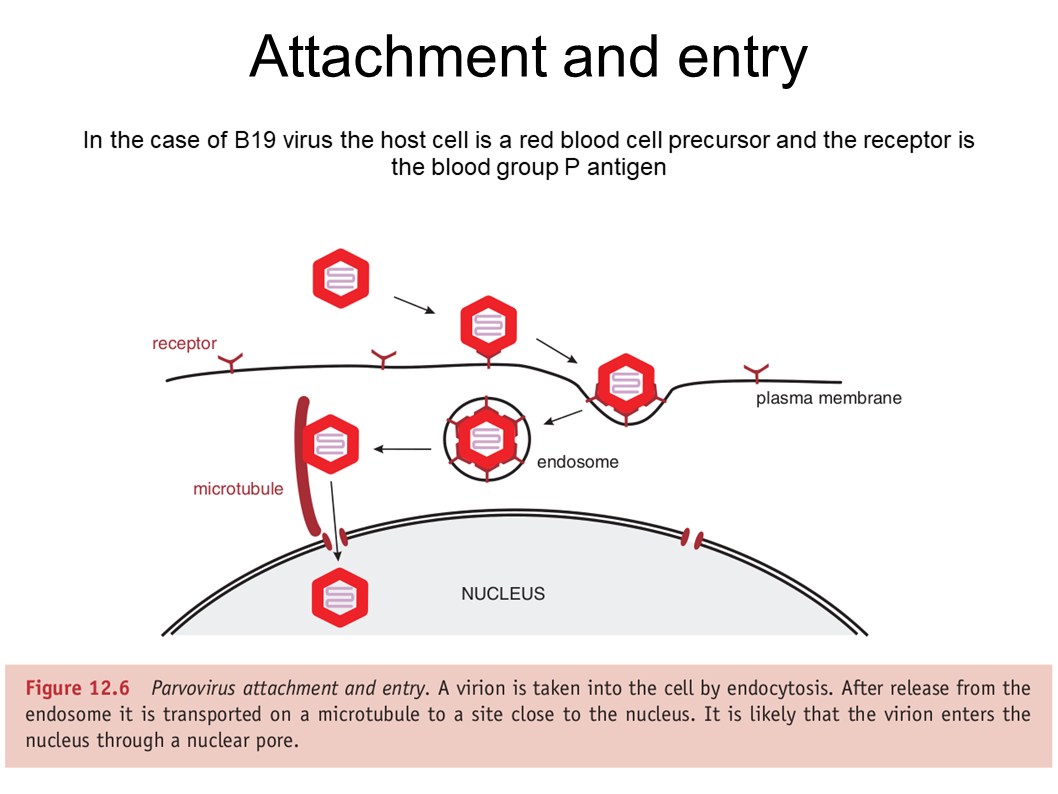 Attachment and entry
In the case of B19 virus the host cell is a red blood cell precursor and the receptor is
the blood group P antigen
receptor
plasma membrane
endosome
microtubule
NUCLEUS
Figure 12.6 Parvovirus attachment and entry. A virion is taken into the cell by endocytosis. After release from the
endosome it is transported on a microtubule to a site close to the nucleus. It is likely that the virion enters the
nucleus through a nuclear pore.